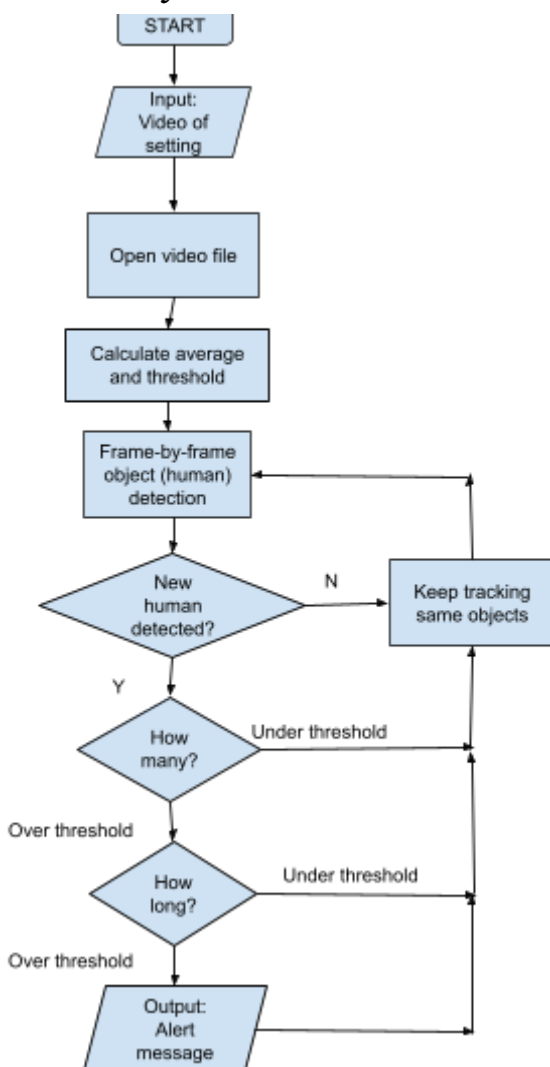 START
Input:
Video of
setting
Open video file
Calculate average
and threshold
Frame-by-frame
object (human)
detection
New
human
detected?
N
Keep tracking
same objects
Y
How
many?
Under threshold
Over threshold
How
long?
Under threshold
Over threshold
Output:
Alert
message